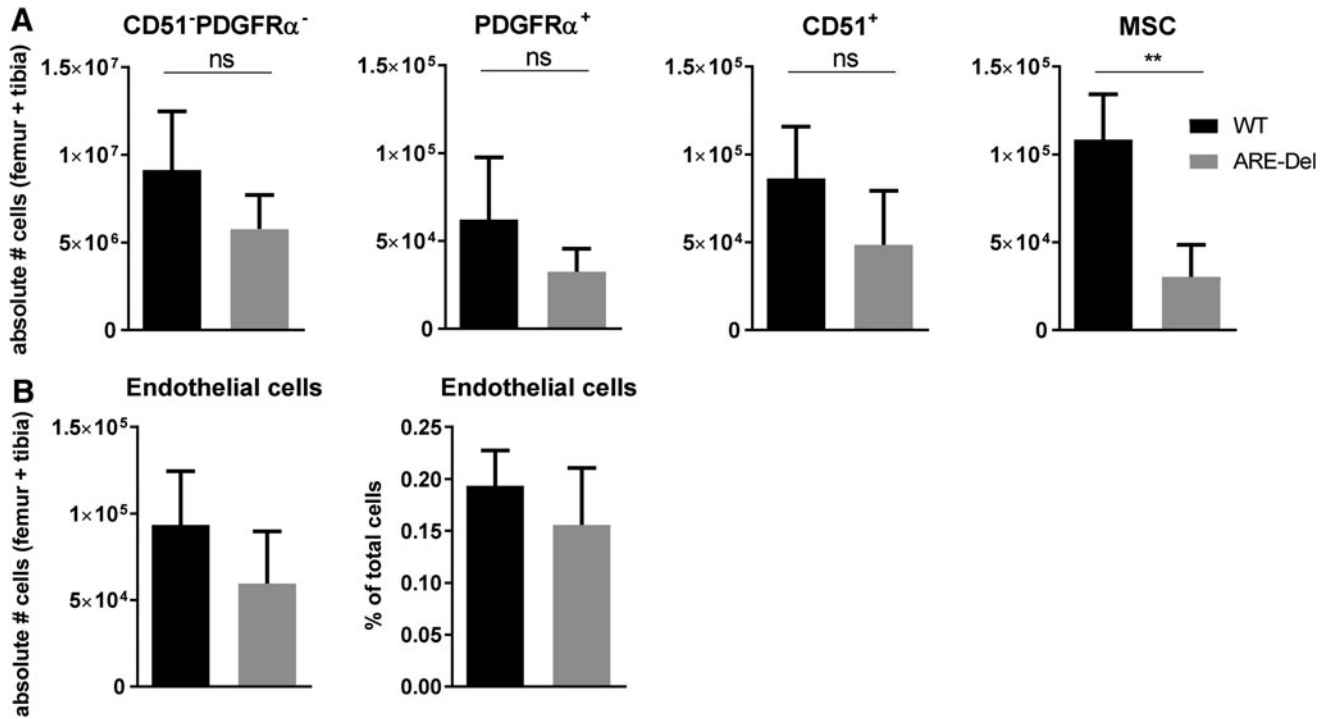 A
CD51⁻PDGFRα⁻
PDGFRα⁺
CD51⁺
MSC
absolute # cells (femur + tibia)
1.5×10⁷
1×10⁷
5×10⁶
0
ns
1.5×10⁵
1×10⁵
5×10⁴
0
ns
1.5×10⁵
1×10⁵
5×10⁴
0
ns
1.5×10⁵
1×10⁵
5×10⁴
0
**
WT
ARE-Del
B
Endothelial cells
Endothelial cells
absolute # cells (femur + tibia)
1.5×10⁵
1×10⁵
5×10⁴
0
% of total cells
0.25
0.20
0.15
0.10
0.05
0.00